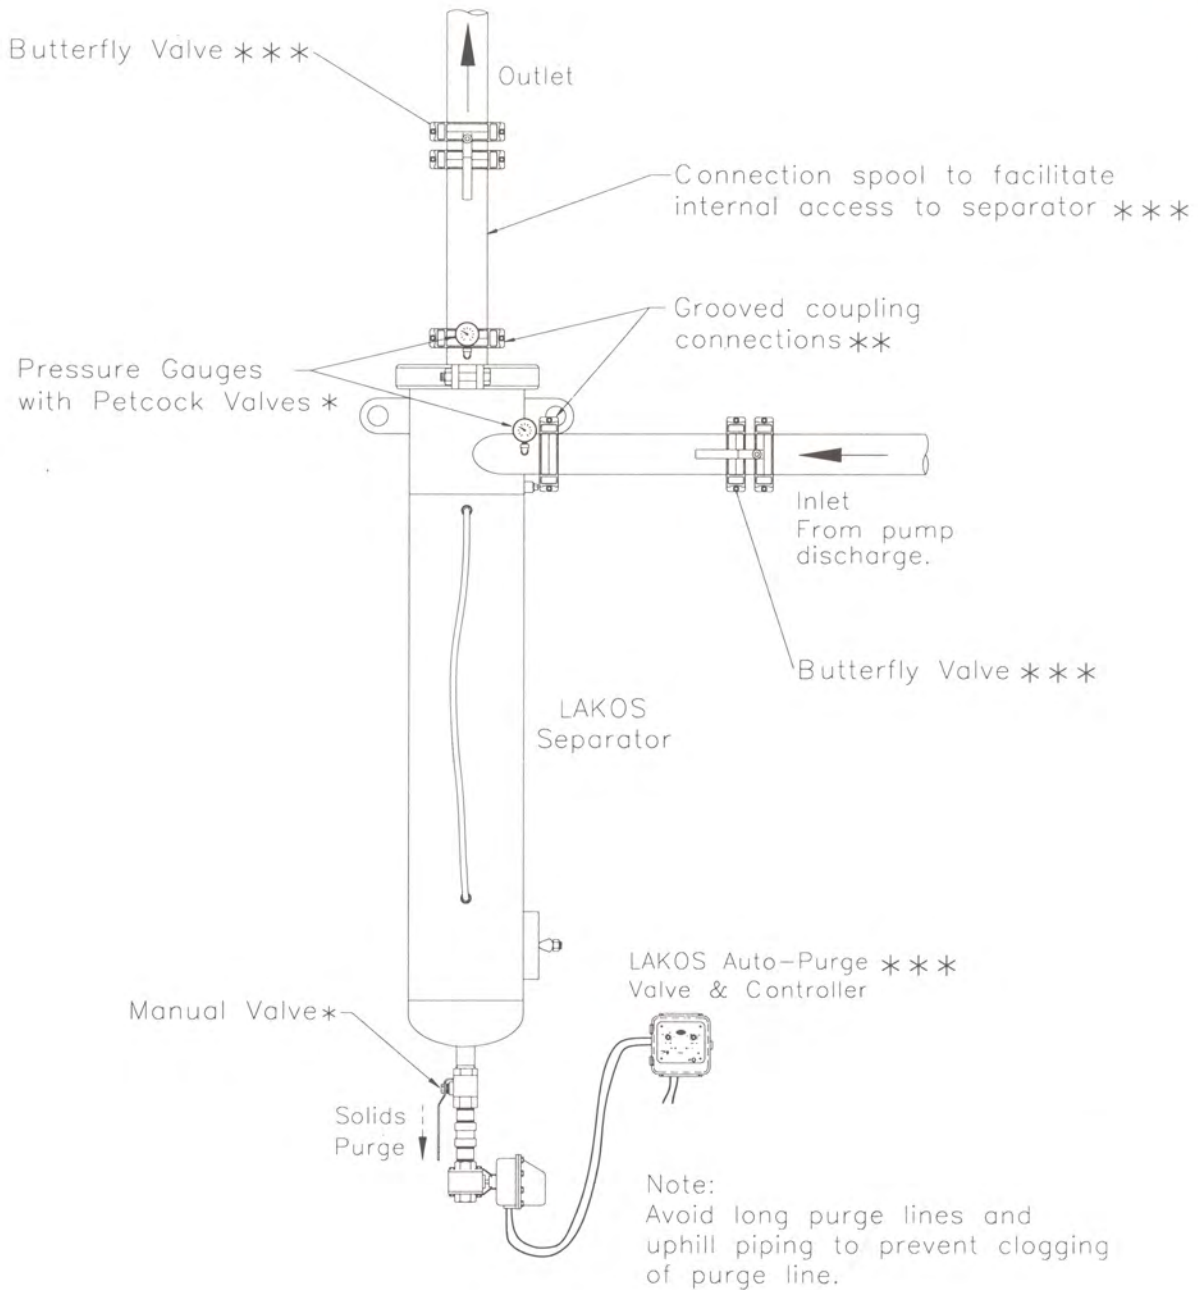 Butterfly Valve ***
Outlet
Connection spool to facilitate
internal access to separator ***
Grooved coupling
connections **
Pressure Gauges
with Petcock Valves *
Inlet
From pump
discharge.
Butterfly Valve ***
LAKOS
Separator
LAKOS Auto-Purge ***
Valve & Controller
Manual Valve *
Solids
Purge
Note:
Avoid long purge lines and
uphill piping to prevent clogging
of purge line.